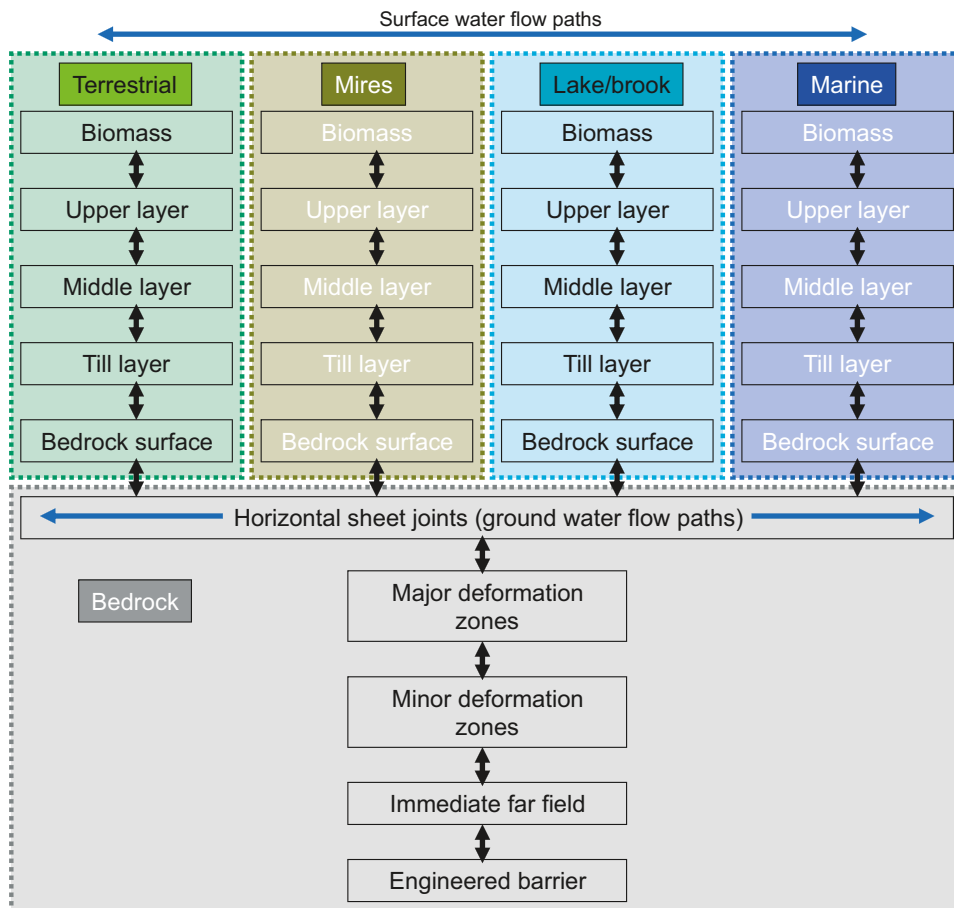 Surface water flow paths
Terrestrial
Biomass
Upper layer
Middle layer
Till layer
Bedrock surface
Mires
Biomass
Upper layer
Middle layer
Till layer
Bedrock surface
Lake/brook
Biomass
Upper layer
Middle layer
Till layer
Bedrock surface
Marine
Biomass
Upper layer
Middle layer
Till layer
Bedrock surface
Horizontal sheet joints (ground water flow paths)
Bedrock
Major deformation
zones
Minor deformation
zones
Immediate far field
Engineered barrier